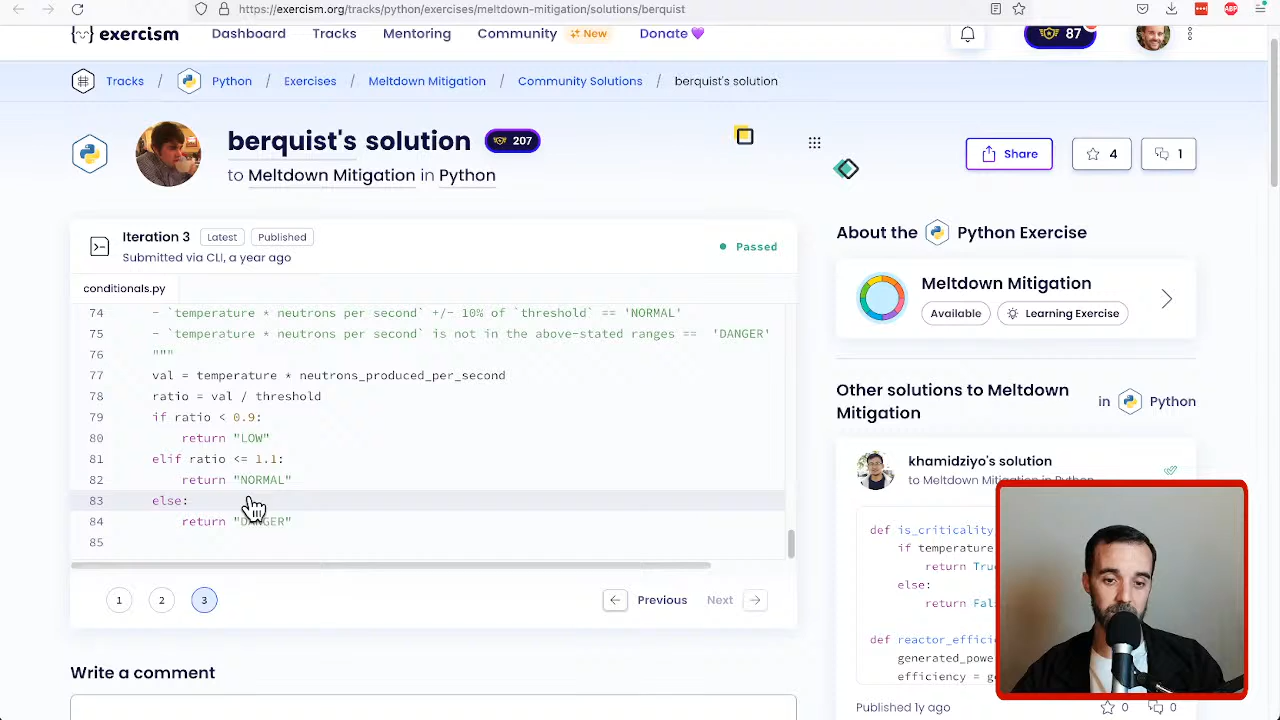 https://exercism.org/tracks/python/exercises/meltdown-mitigation/solutions/berquist
ABP
{ } exercism
Dashboard
Tracks
Mentoring
Community
New
Donate
87
Tracks / Python / Exercises / Meltdown Mitigation / Community Solutions / berquist's solution
berquist's solution
207
to Meltdown Mitigation in Python
Share
4
1
Iteration 3
Latest
Published
Submitted via CLI, a year ago
Passed
conditionals.py
74 - `temperature * neutrons per second` +/- 10% of `threshold` == 'NORMAL'
75 - `temperature * neutrons per second` is not in the above-stated ranges == 'DANGER'
76 """
77 val = temperature * neutrons_produced_per_second
78 ratio = val / threshold
79 if ratio < 0.9:
80 return "LOW"
81 elif ratio <= 1.1:
82 return "NORMAL"
83 else:
84 return "DANGER"
85
1
2
3
Previous
Next
Write a comment
About the Python Exercise
Meltdown Mitigation
Available
Learning Exercise
Other solutions to Meltdown
Mitigation
in Python
khamidziyo's solution
to Meltdown Mitigation in Python
def is_criticality
if temperature
return Tru
else:
return Fal
def reactor_effici
generated_pow
efficiency = g
Published 1y ago
0
0